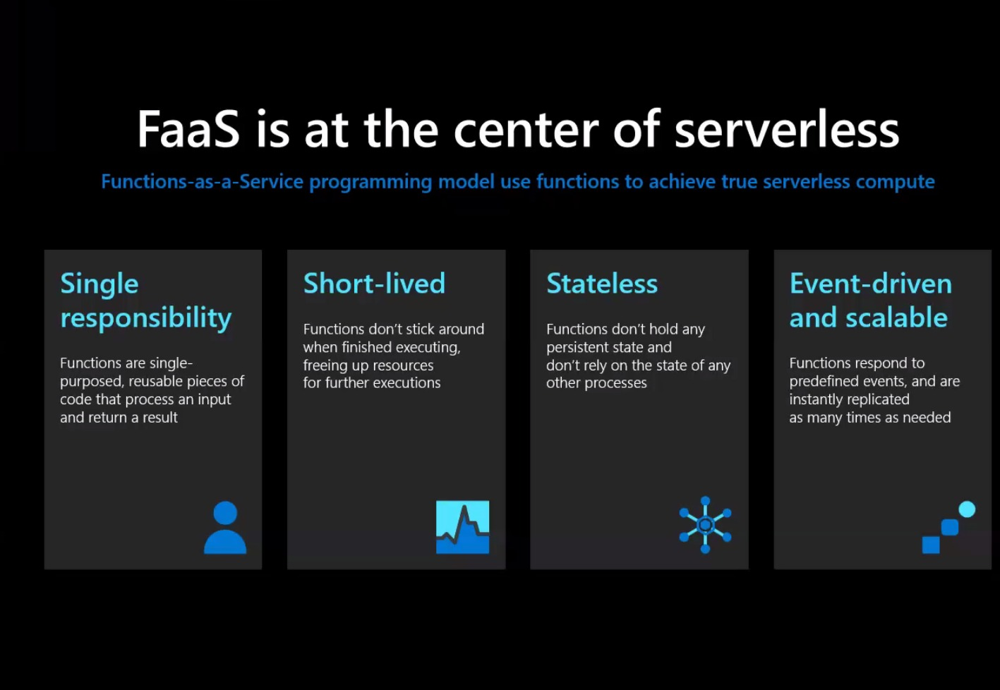 FaaS is at the center of serverless
Functions-as-a-Service programming model use functions to achieve true serverless compute
Single
responsibility
Functions are single-
purposed, reusable pieces of
code that process an input
and return a result
Short-lived
Functions don't stick around
when finished executing,
freeing up resources
for further executions
Stateless
Functions don't hold any
persistent state and
don't rely on the state of any
other processes
Event-driven
and scalable
Functions respond to
predefined events, and are
instantly replicated
as many times as needed